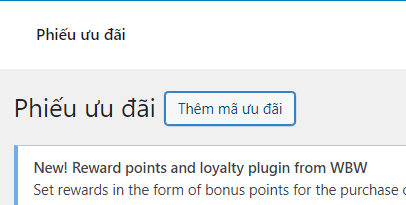 Phiếu ưu đãi
Phiếu ưu đãi Thêm mã ưu đãi
New! Reward points and loyalty plugin from WBW
Set rewards in the form of bonus points for the purchase